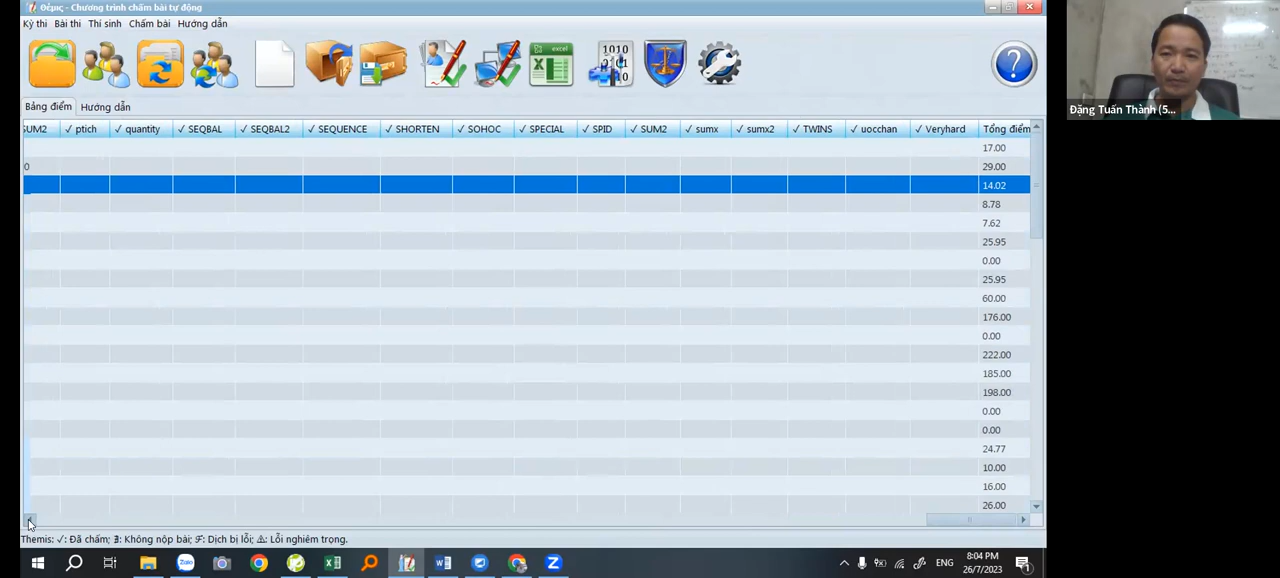 Θέμις - Chương trình chấm bài tự động
Kỳ thi Bài thi Thí sinh Chấm bài Hướng dẫn
excel
1010
Bảng điểm Hướng dẫn
SUM2 ✓ ptich ✓ quantity ✓ SEQBAL ✓ SEQBAL2 ✓ SEQUENCE ✓ SHORTEN ✓ SOHOC ✓ SPECIAL ✓ SPID ✓ SUM2 ✓ sumx ✓ sumx2 ✓ TWINS ✓ uocchan ✓ Veryhard Tổng điểm
17.00
0 29.00
14.02
8.78
7.62
25.95
0.00
25.95
60.00
176.00
0.00
222.00
185.00
198.00
0.00
0.00
24.77
10.00
16.00
26.00
Themis: ✓: Đã chấm; ∄: Không nộp bài; ℱ: Dịch bị lỗi; ⚠: Lỗi nghiêm trọng.
Zalo
ENG
8:04 PM
26/7/2023
Đặng Tuấn Thành (5...